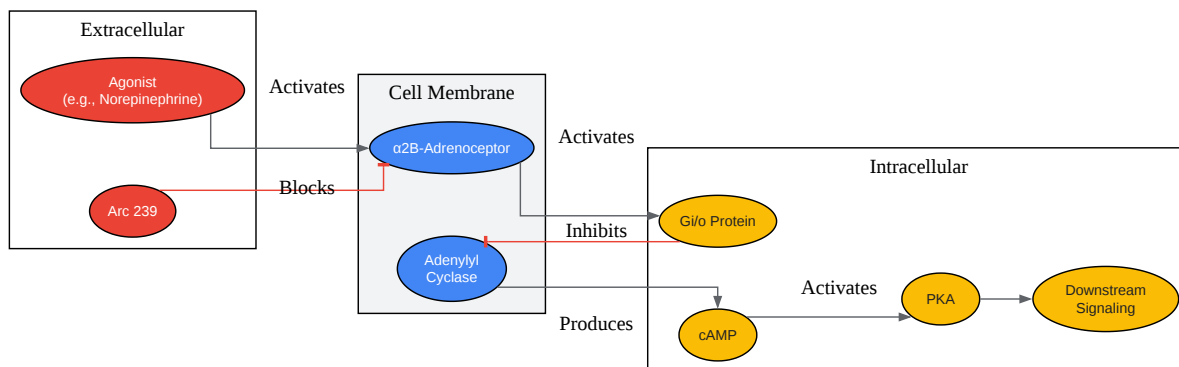 Extracellular
Agonist
(e.g., Norepinephrine)
Activates
Arc 239
Blocks
Cell Membrane
α2B-Adrenoceptor
Adenylyl
Cyclase
Activates
Inhibits
Produces
Intracellular
Gi/o Protein
cAMP
Activates
PKA
Downstream
Signaling